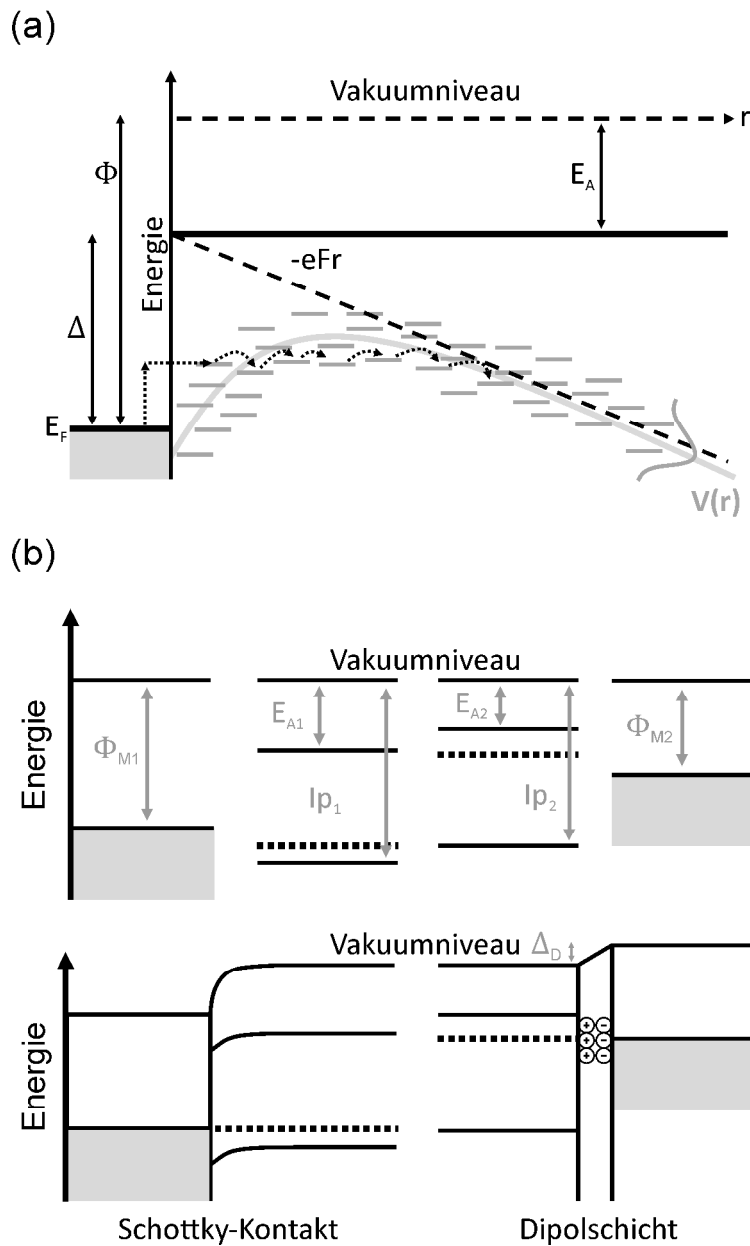 (a)
Vakuumniveau
r
Φ
E_A
Energie
-eFr
Δ
E_F
V(r)
(b)
Vakuumniveau
Energie
Φ_M1
E_A1
Ip_1
E_A2
Ip_2
Φ_M2
Vakuumniveau Δ_D
Energie
+ −
+ −
+ −
Schottky-Kontakt
Dipolschicht